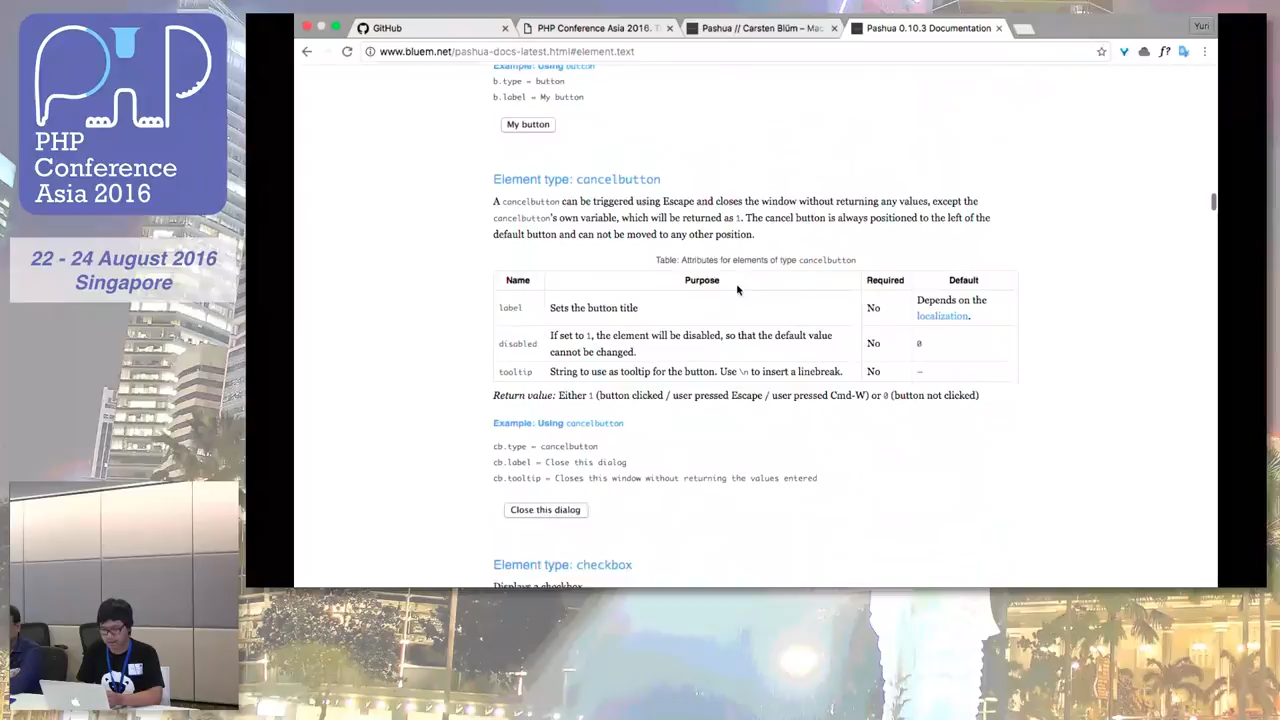 PHP
Conference
Asia 2016
22 - 24 August 2016
Singapore
GitHub
PHP Conference Asia 2016.
Pashua // Carsten Blüm – Mac
Pashua 0.10.3 Documentation
Yuri
www.bluem.net/pashua-docs-latest.html#element.text
Example: Using button
b.type = button
b.label = My button
My button
Element type: cancelbutton
A cancelbutton can be triggered using Escape and closes the window without returning any values, except the
cancelbutton's own variable, which will be returned as 1. The cancel button is always positioned to the left of the
default button and can not be moved to any other position.
Table: Attributes for elements of type cancelbutton
Name Purpose Required Default
label Sets the button title No Depends on the localization.
disabled If set to 1, the element will be disabled, so that the default value cannot be changed. No 0
tooltip String to use as tooltip for the button. Use \n to insert a linebreak. No –
Return value: Either 1 (button clicked / user pressed Escape / user pressed Cmd-W) or 0 (button not clicked)
Example: Using cancelbutton
cb.type = cancelbutton
cb.label = Close this dialog
cb.tooltip = Closes this window without returning the values entered
Close this dialog
Element type: checkbox
Displays a checkbox.